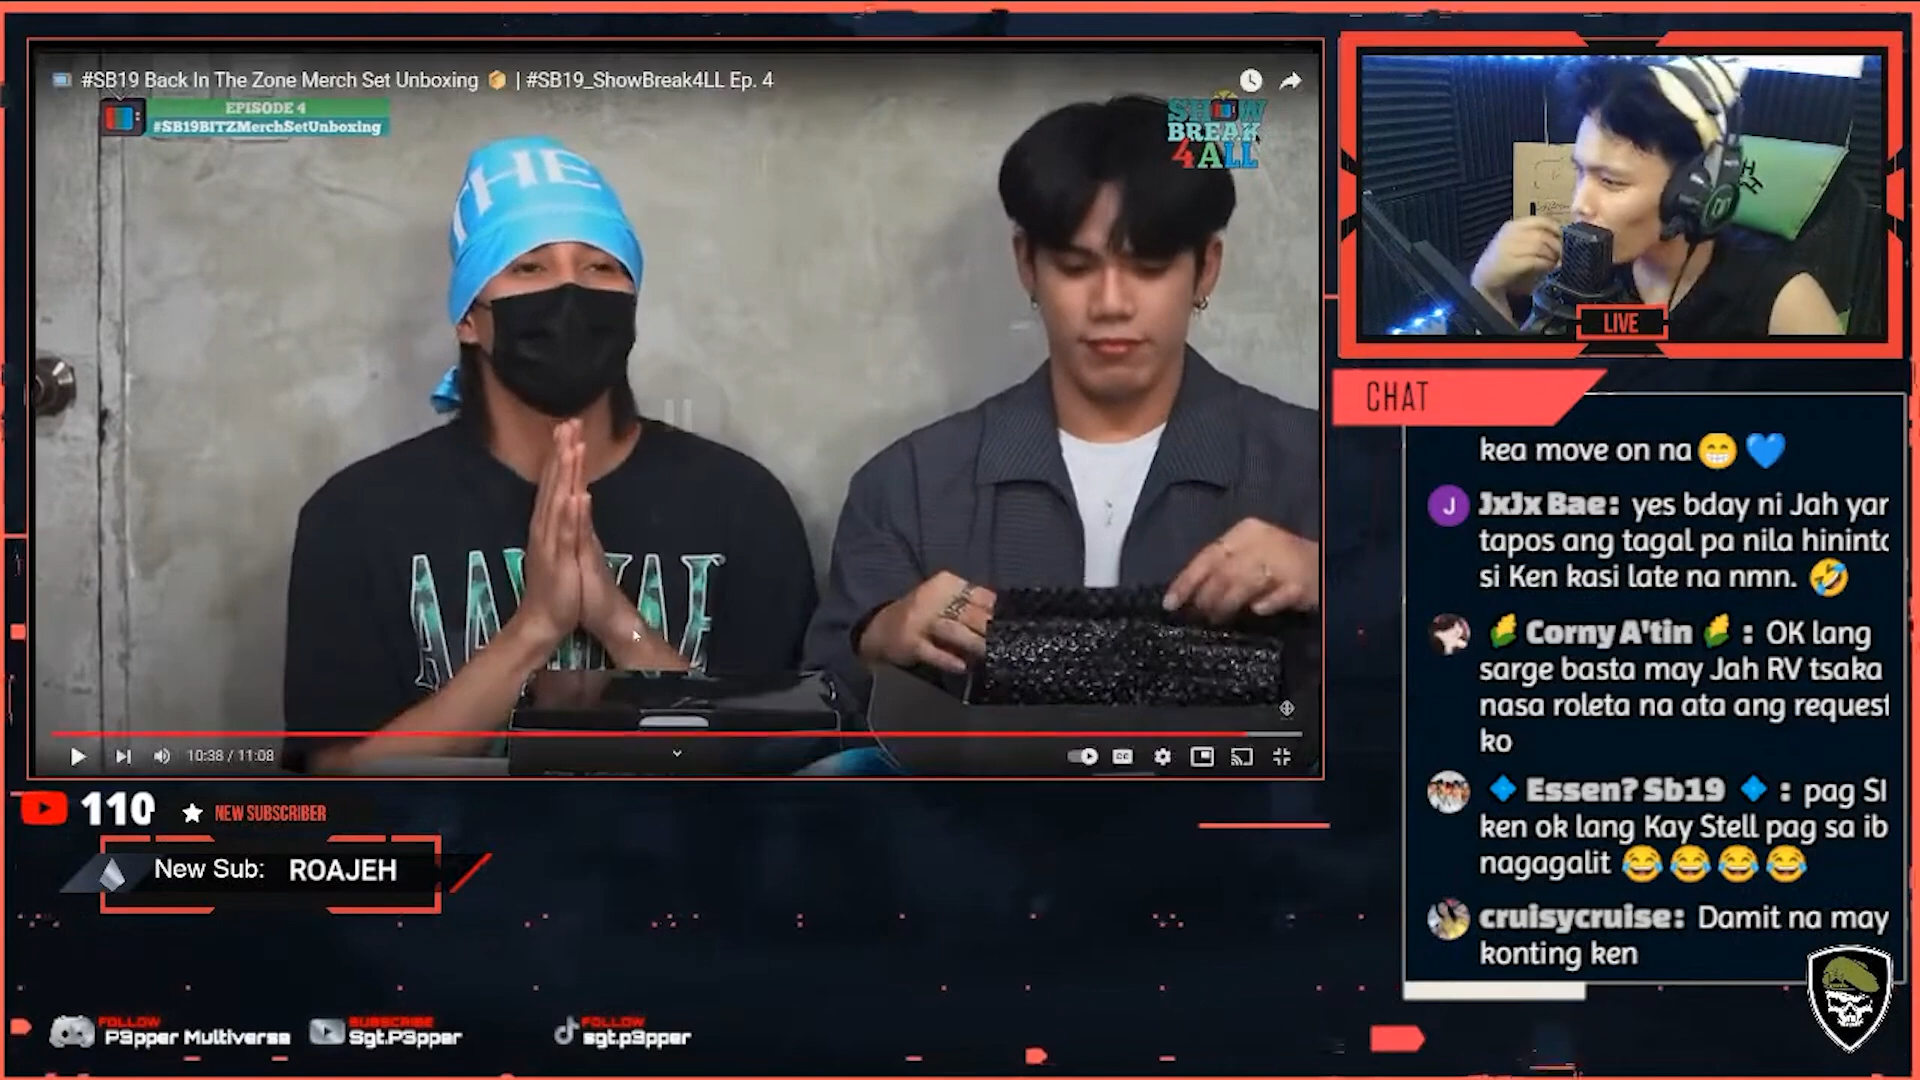 #SB19 Back In The Zone Merch Set Unboxing 📦 | #SB19_ShowBreak4LL Ep. 4
EPISODE 4
#SB19BITZMerchSetUnboxing
SHOW
BREAK
4 ALL
THE
10:38 / 11:08
CC
LIVE
CHAT
kea move on na 😁 💙
J
JxJx Bae: yes bday ni Jah yan
tapos ang tagal pa nila hininto
si Ken kasi late na nmn. 🤣
🌽 Corny A'tin 🌽 : OK lang
sarge basta may Jah RV tsaka
nasa roleta na ata ang request
ko
🔹 Essen? Sb19 🔹 : pag SI
ken ok lang Kay Stell pag sa ib
nagagalit 😂 😂 😂 😂
cruisycruise: Damit na may
konting ken
110
NEW SUBSCRIBER
New Sub: ROAJEH
FOLLOW
P3pper Multiverse
SUBSCRIBE
Sgt.P3pper
FOLLOW
sgt.p3pper